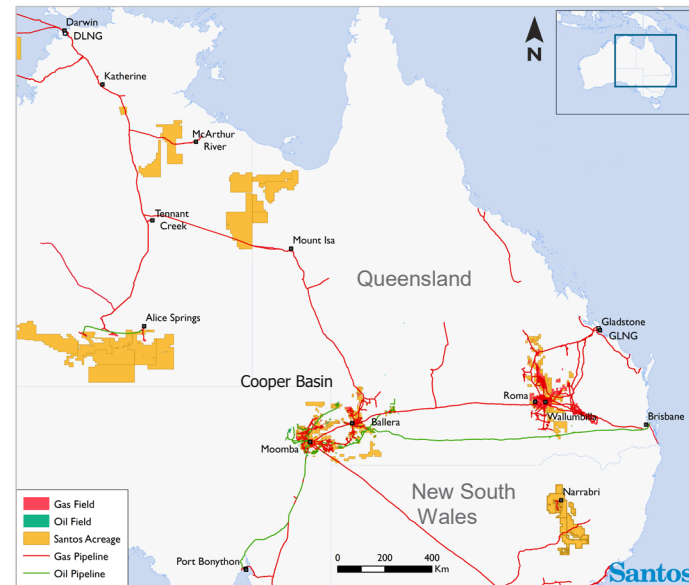 Darwin
DLNG
N
Katherine
McArthur
River
Tennant
Creek
Mount Isa
Queensland
Alice Springs
Gladstone
GLNG
Cooper Basin
Roma
Wallumbilla
Ballera
Brisbane
Moomba
New South
Wales
Narrabri
Gas Field
Oil Field
Santos Acreage
Gas Pipeline
Oil Pipeline
Port Bonython
0 200 400
Km
Santos